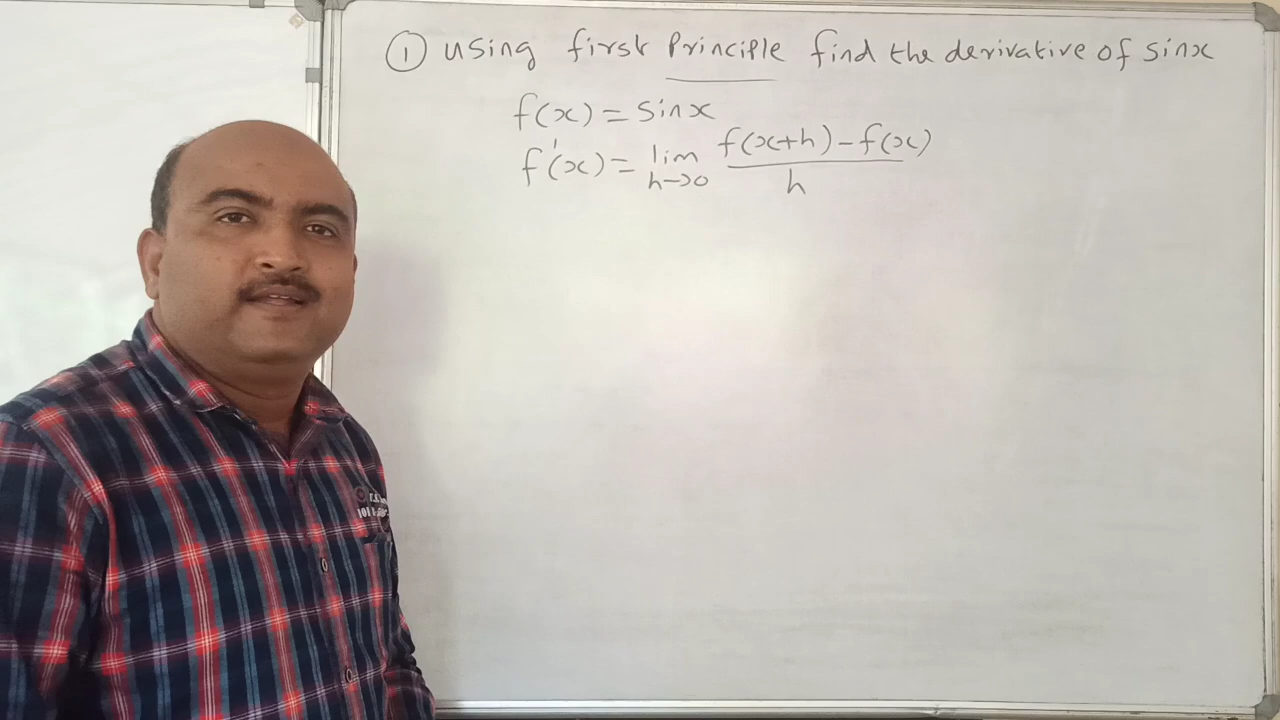 ① using first Principle find the derivative of sinx
f(x) = sinx
f'(x) = lim h→0 f(x+h) - f(x) / h